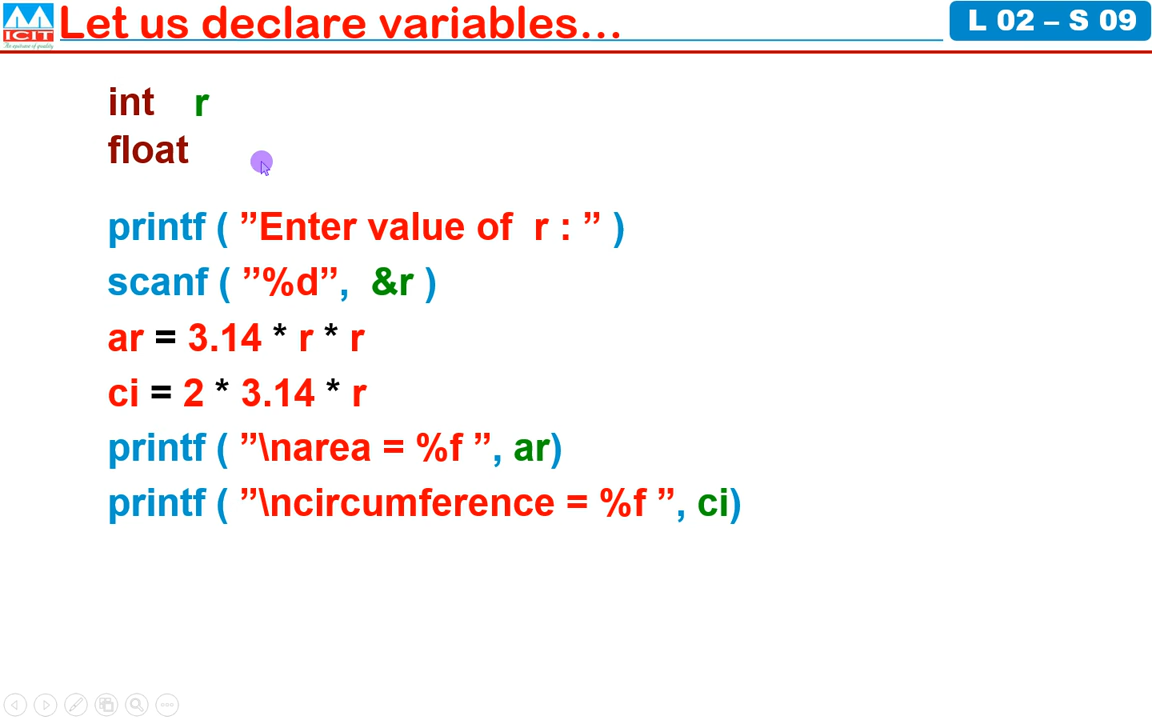 ICIT
Let us declare variables...
L 02 – S 09
int r
float
printf ( ”Enter value of r : ” )
scanf ( ”%d”, &r )
ar = 3.14 * r * r
ci = 2 * 3.14 * r
printf ( ”\narea = %f ”, ar)
printf ( ”\ncircumference = %f ”, ci)